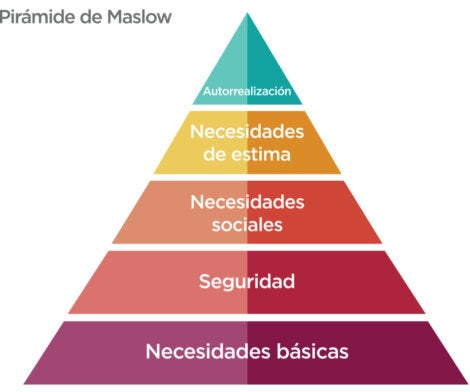 Pirámide de Maslow
Autorrealización
Necesidades
de estima
Necesidades
sociales
Seguridad
Necesidades básicas